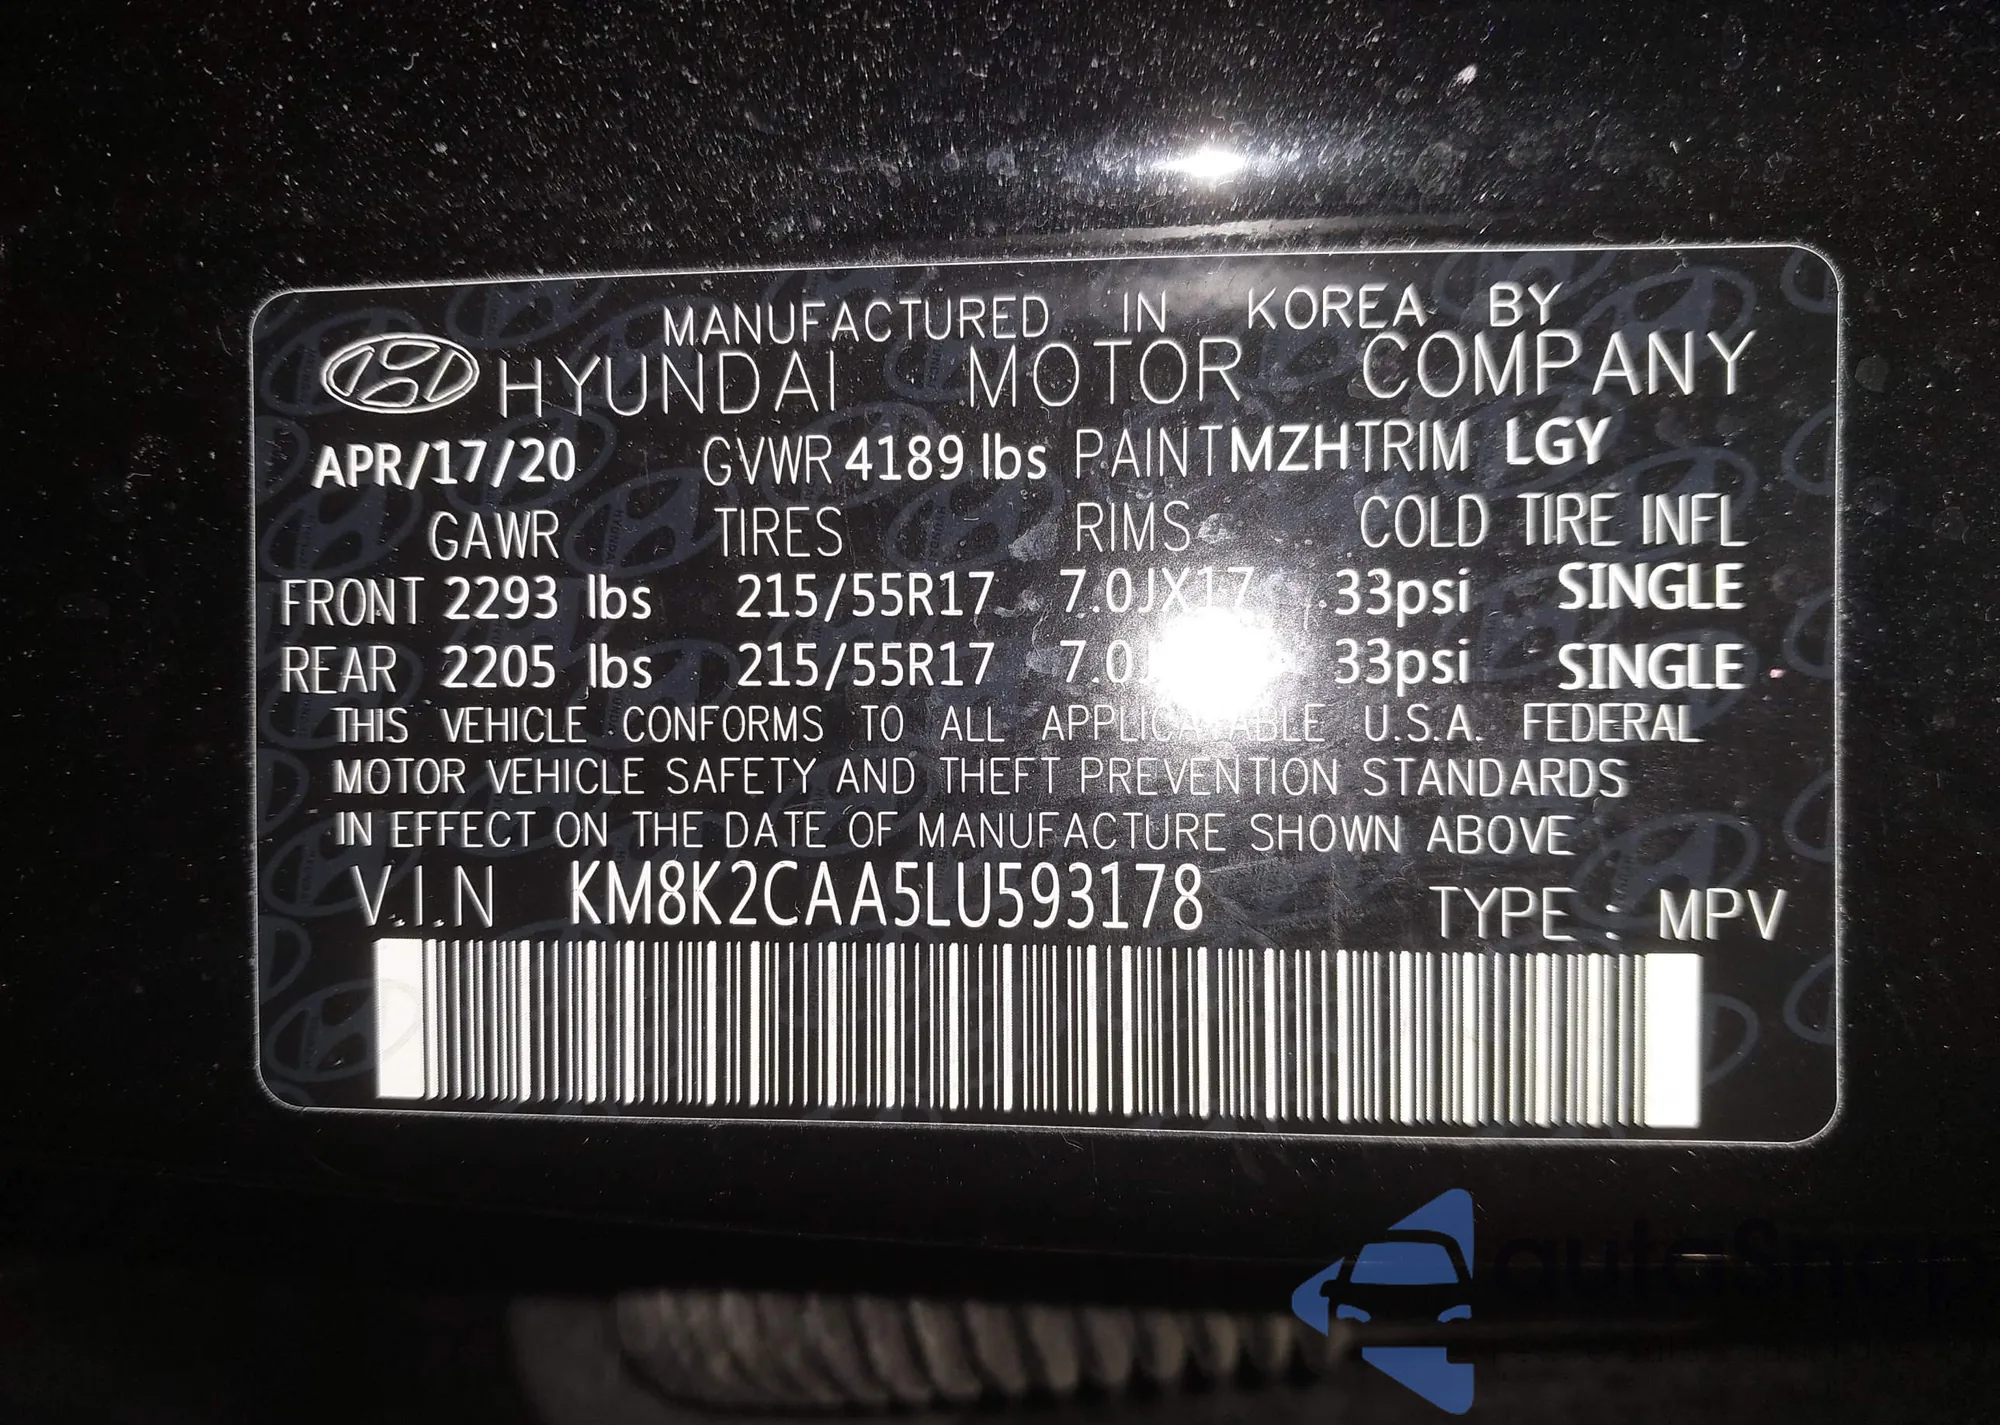 MANUFACTURED IN KOREA BY
HYUNDAI MOTOR COMPANY
APR/17/20 GVWR 4189 lbs PAINT MZH TRIM LGY
GAWR TIRES RIMS COLD TIRE INFL
FRONT 2293 lbs 215/55R17 7.0JX17 33psi SINGLE
REAR 2205 lbs 215/55R17 7.0J 33psi SINGLE
THIS VEHICLE CONFORMS TO ALL APPLICABLE U.S.A. FEDERAL
MOTOR VEHICLE SAFETY AND THEFT PREVENTION STANDARDS
IN EFFECT ON THE DATE OF MANUFACTURE SHOWN ABOVE
V.I.N KM8K2CAA5LU593178 TYPE : MPV
autoSnap